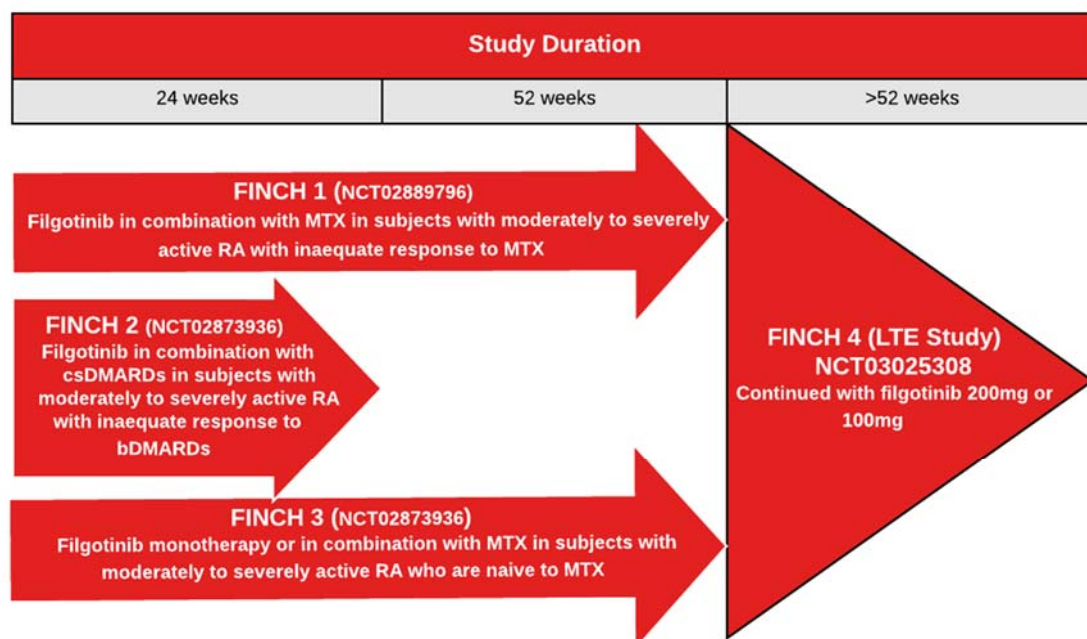 Study Duration
24 weeks
52 weeks
>52 weeks
FINCH 1 (NCT02889796)
Filgotinib in combination with MTX in subjects with moderately to severely
active RA with inaequate response to MTX
FINCH 2 (NCT02873936)
Filgotinib in combination with
csDMARDs in subjects with
moderately to severely active RA
with inaequate response to
bDMARDs
FINCH 3 (NCT02873936)
Filgotinib monotherapy or in combination with MTX in subjects with
moderately to severely active RA who are naive to MTX
FINCH 4 (LTE Study)
NCT03025308
Continued with filgotinib 200mg or
100mg